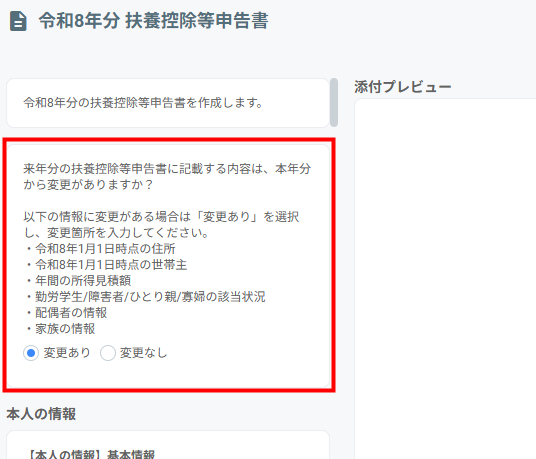 令和8年分 扶養控除等申告書
令和8年分の扶養控除等申告書を作成します。
添付プレビュー
来年分の扶養控除等申告書に記載する内容は、本年分
から変更がありますか？
以下の情報に変更がある場合は「変更あり」を選択
し、変更箇所を入力してください。
・令和8年1月1日時点の住所
・令和8年1月1日時点の世帯主
・年間の所得見積額
・勤労学生/障害者/ひとり親/寡婦の該当状況
・配偶者の情報
・家族の情報
変更あり 変更なし
本人の情報
【本人の情報】基本情報